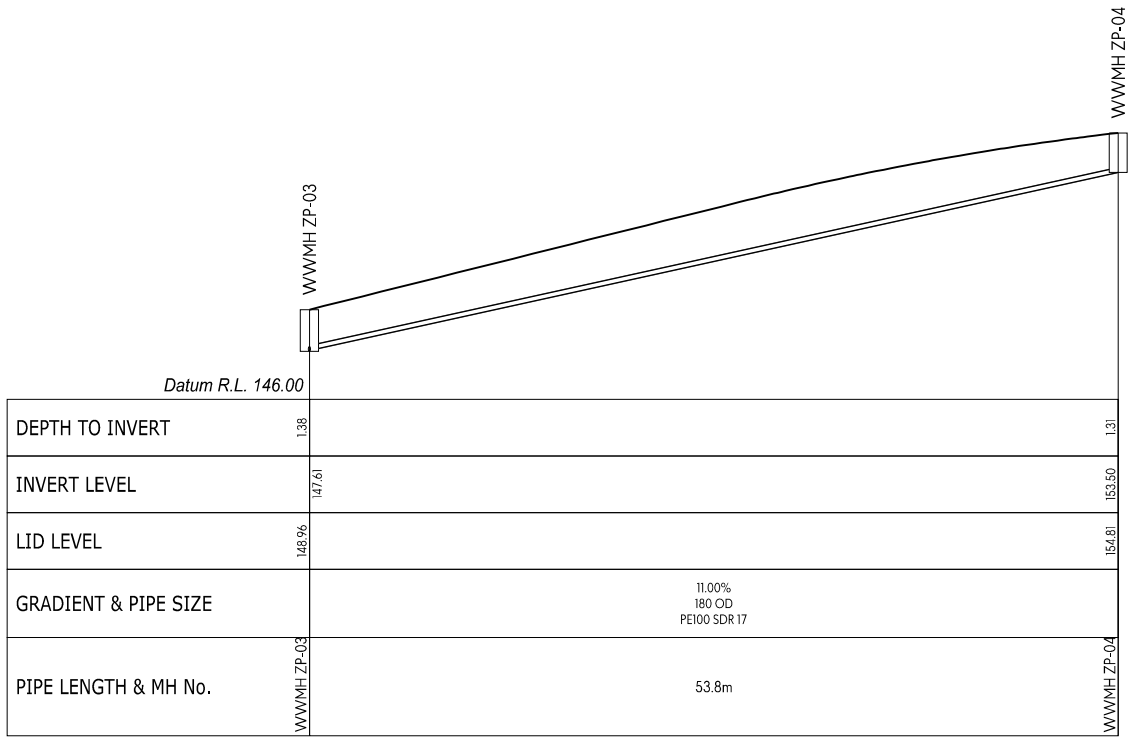 WWMH ZP-04
WWMH ZP-03
Datum R.L. 146.00
DEPTH TO INVERT 1.38 1.31
INVERT LEVEL 147.61 153.50
LID LEVEL 148.96 154.81
GRADIENT & PIPE SIZE
11.00%
180 OD
PE100 SDR 17
PIPE LENGTH & MH No. WWMH ZP-03 53.8m WWMH ZP-04